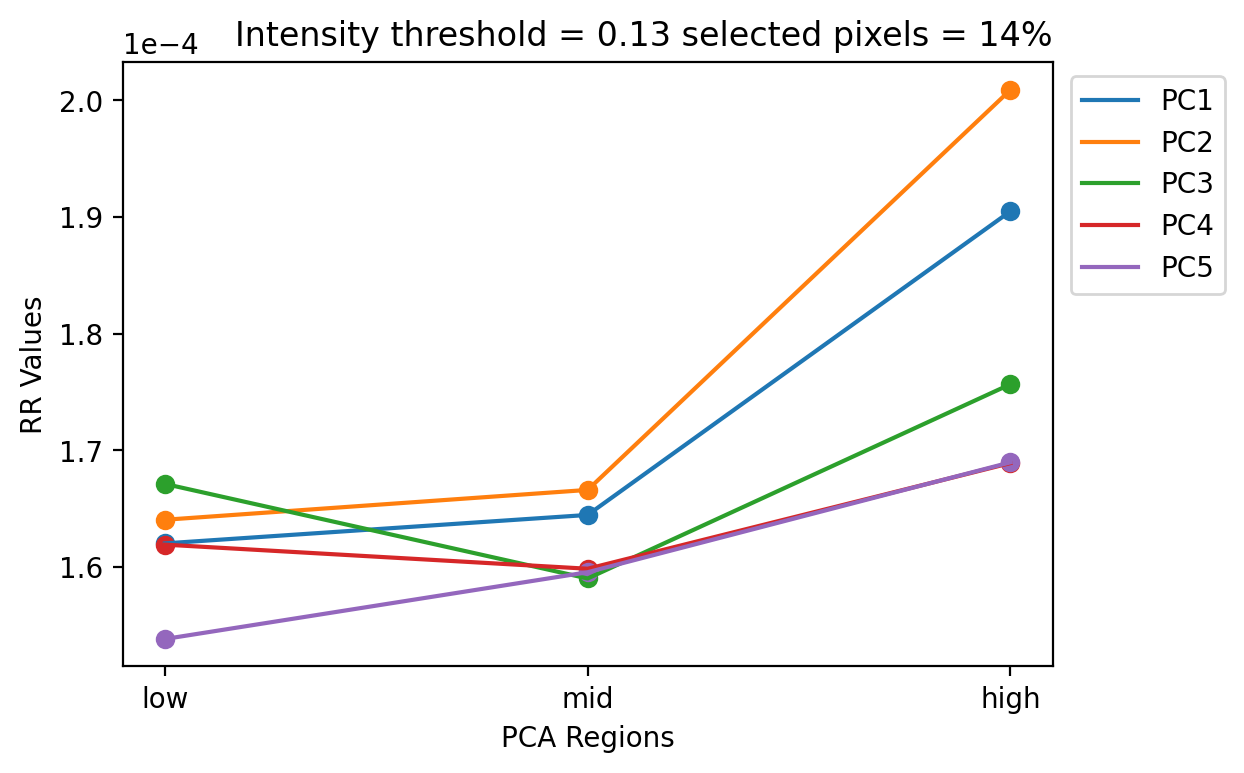 Intensity threshold = 0.13 selected pixels = 14%
1e−4
2.0
1.9
1.8
1.7
1.6
RR Values
low
mid
high
PCA Regions
PC1
PC2
PC3
PC4
PC5